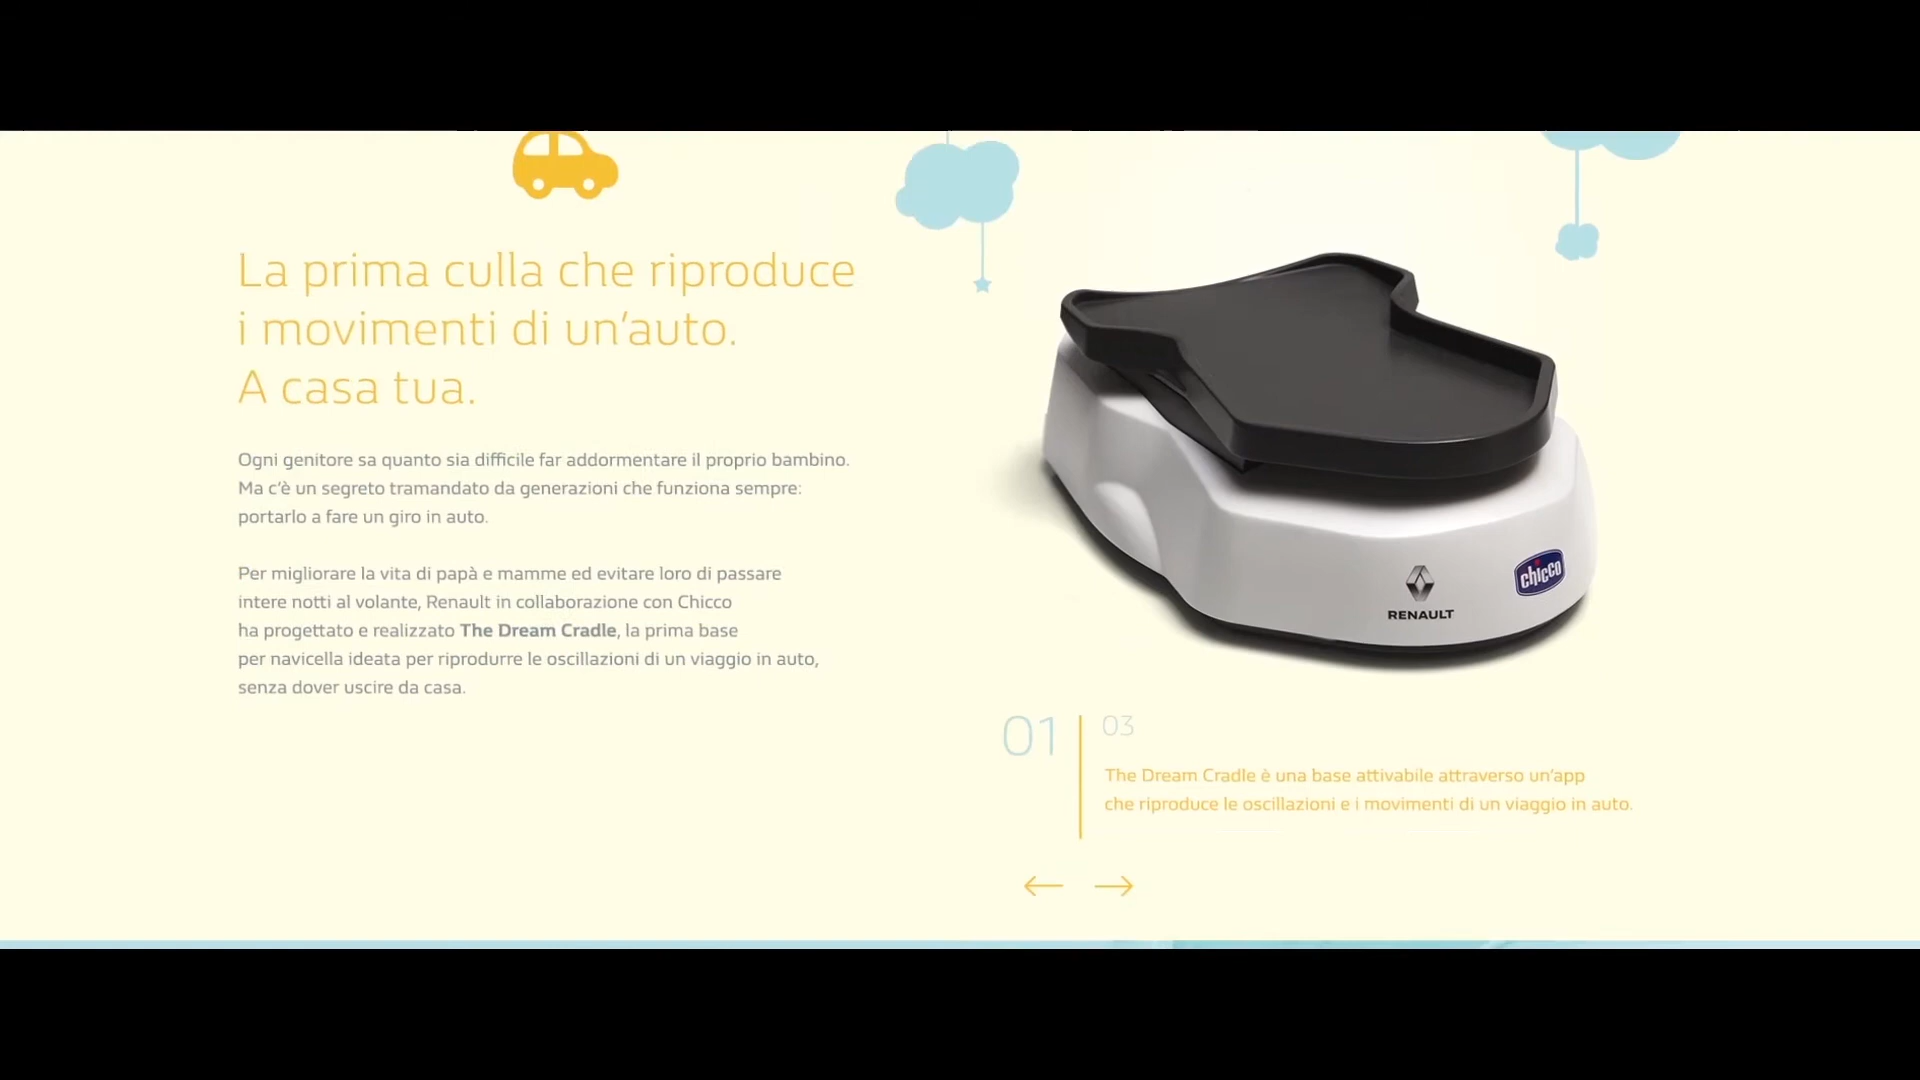 La prima culla che riproduce
i movimenti di un'auto.
A casa tua.
Ogni genitore sa quanto sia difficile far addormentare il proprio bambino.
Ma c'è un segreto tramandato da generazioni che funziona sempre:
portarlo a fare un giro in auto.
Per migliorare la vita di papà e mamme ed evitare loro di passare
intere notti al volante, Renault in collaborazione con Chicco
ha progettato e realizzato The Dream Cradle, la prima base
per navicella ideata per riprodurre le oscillazioni di un viaggio in auto,
senza dover uscire da casa.
RENAULT
chicco
01
03
The Dream Cradle è una base attivabile attraverso un'app
che riproduce le oscillazioni e i movimenti di un viaggio in auto.